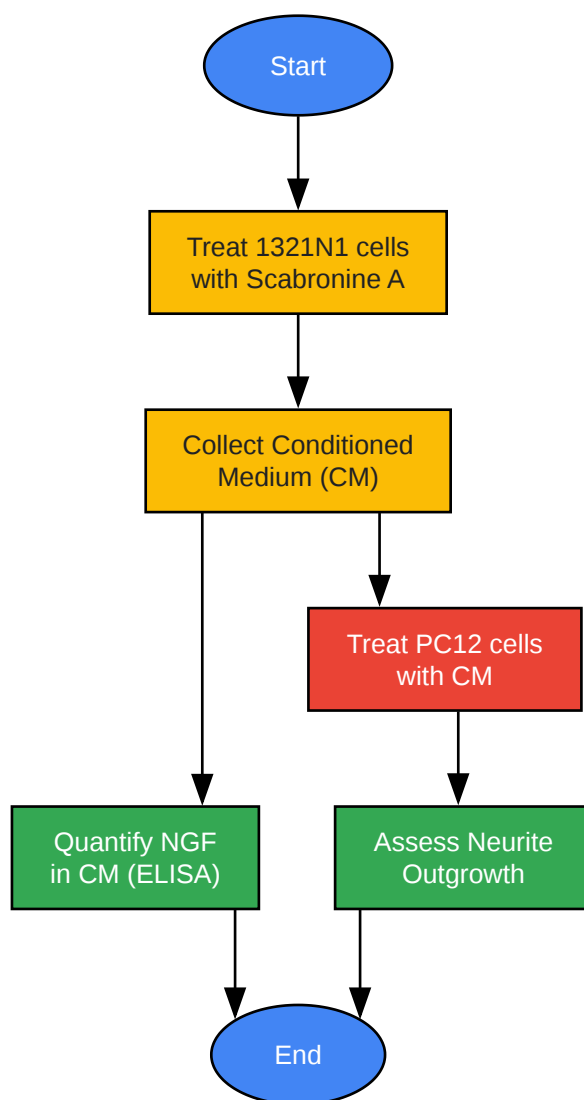 Start
Treat 1321N1 cells
with Scabronine A
Collect Conditioned
Medium (CM)
Treat PC12 cells
with CM
Quantify NGF
in CM (ELISA)
Assess Neurite
Outgrowth
End